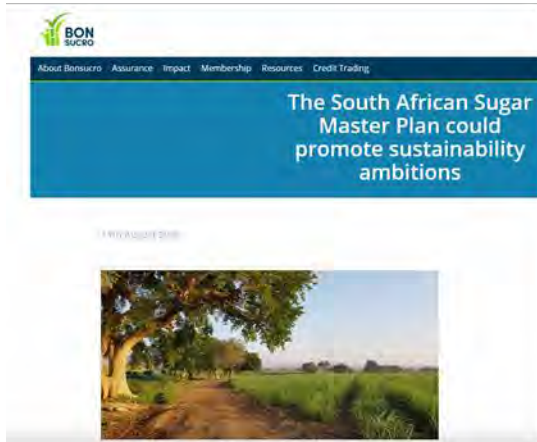 BON
SUCRO
About Bonsucro Assurance Impact Membership Resources Credit Trading
The South African Sugar
Master Plan could
promote sustainability
ambitions
August